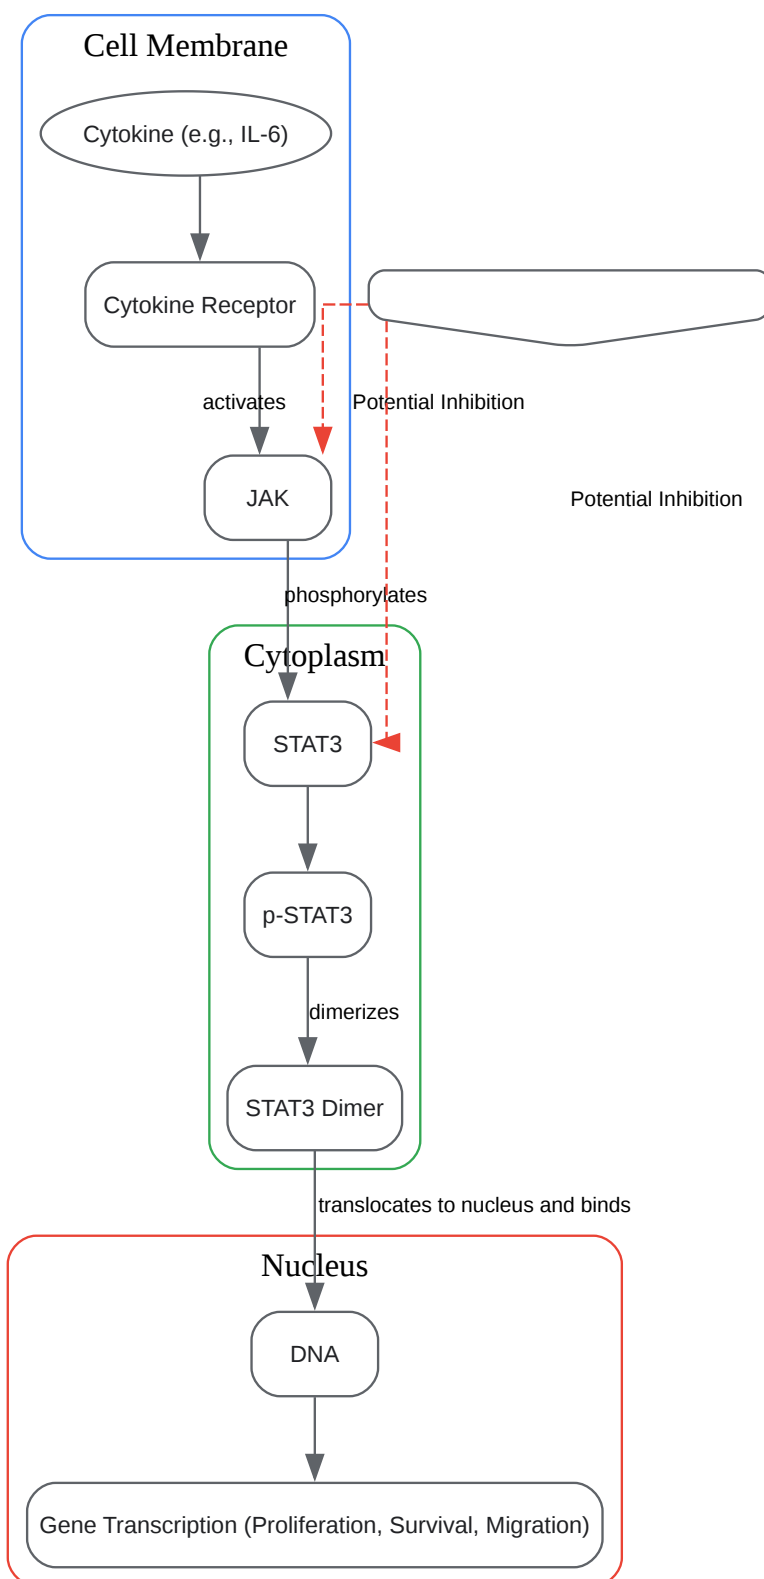 Cell Membrane
Cytokine (e.g., IL-6)
Cytokine Receptor
activates
Potential Inhibition
JAK
Potential Inhibition
phosphorylates
Cytoplasm
STAT3
p-STAT3
dimerizes
STAT3 Dimer
translocates to nucleus and binds
Nucleus
DNA
Gene Transcription (Proliferation, Survival, Migration)